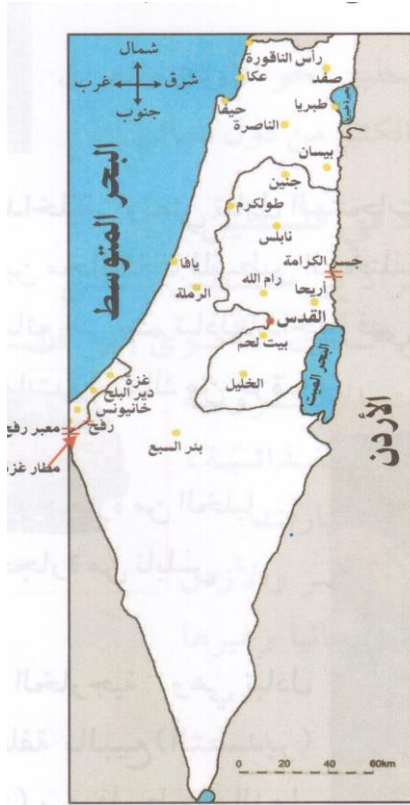 شمال
شرق
غرب
جنوب
رأس الناقورة
عكا
صفد
بحيرة طبريا
طبريا
حيفا
الناصرة
بيسان
جنين
طولكرم
نابلس
جسر الكرامة
يافا
الرملة
رام الله
أريحا
القدس
بيت لحم
الخليل
البحر المتوسط
البحر الميت
الأردن
غزة
دير البلح
خانيونس
رفح
معبر رفح
مطار غزة
بئر السبع
0 20 40 60km